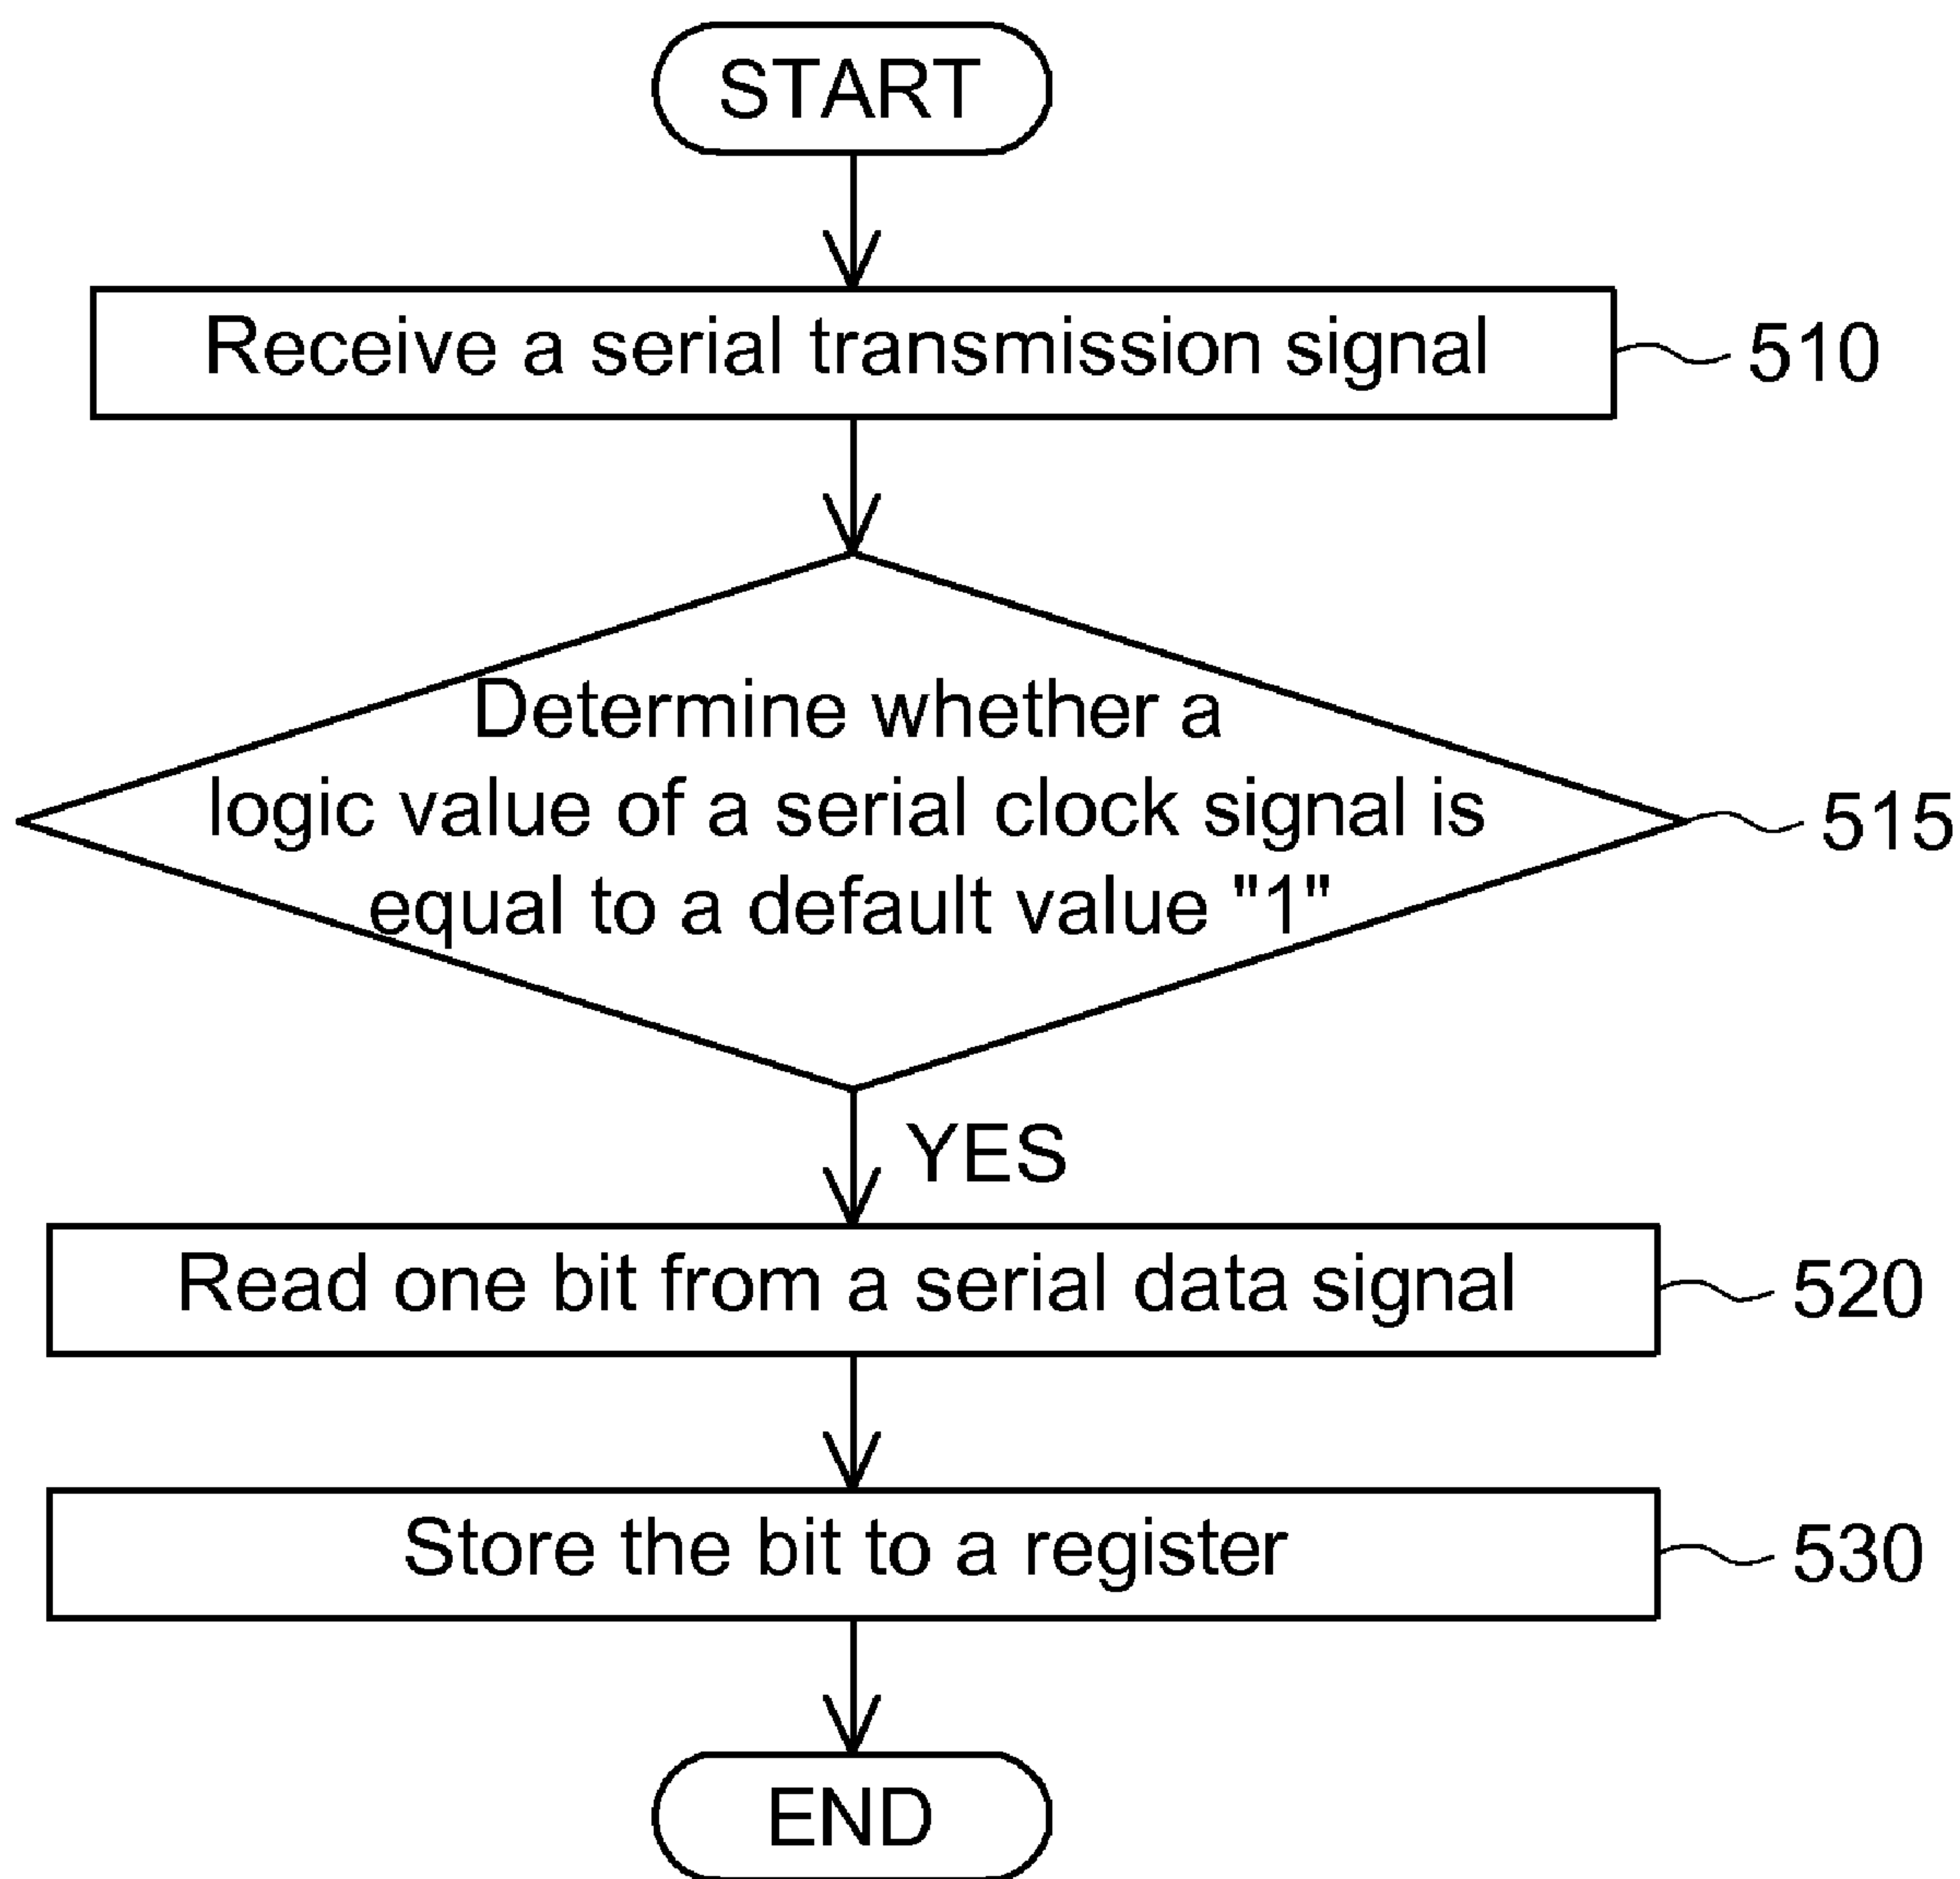 START
Receive a serial transmission signal
510
Determine whether a
logic value of a serial clock signal is
515
equal to a default value "1"
YES
Read one bit from a serial data signal
520
Store the bit to a register
530
END